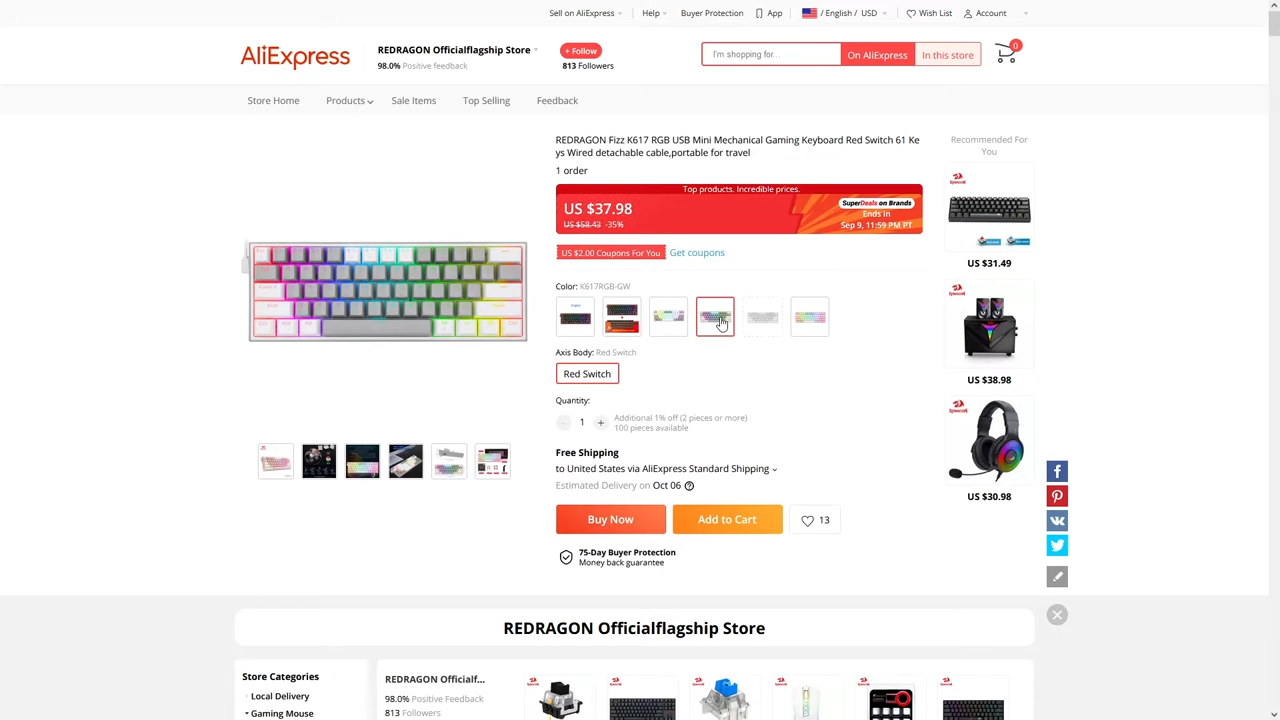 Sell on AliExpress
Help
Buyer Protection
App
/ English / USD
Wish List
Account
AliExpress
REDRAGON Officialflagship Store
98.0% Positive feedback
+ Follow
813 Followers
I'm shopping for...
On AliExpress
In this store
0
Store Home
Products
Sale Items
Top Selling
Feedback
REDRAGON Fizz K617 RGB USB Mini Mechanical Gaming Keyboard Red Switch 61 Ke
ys Wired detachable cable,portable for travel
1 order
Top products. Incredible prices.
US $37.98
US $58.43 -35%
SuperDeals on Brands
Ends in
Sep 9, 11:59 PM PT
US $2.00 Coupons For You
Get coupons
Color: K617RGB-GW
Axis Body: Red Switch
Red Switch
Quantity:
1
Additional 1% off (2 pieces or more)
100 pieces available
Free Shipping
to United States via AliExpress Standard Shipping
Estimated Delivery on Oct 06
Buy Now
Add to Cart
13
75-Day Buyer Protection
Money back guarantee
Recommended For
You
US $31.49
US $38.98
US $30.98
REDRAGON Officialflagship Store
Store Categories
Local Delivery
Gaming Mouse
REDRAGON Officialf...
98.0% Positive Feedback
813 Followers